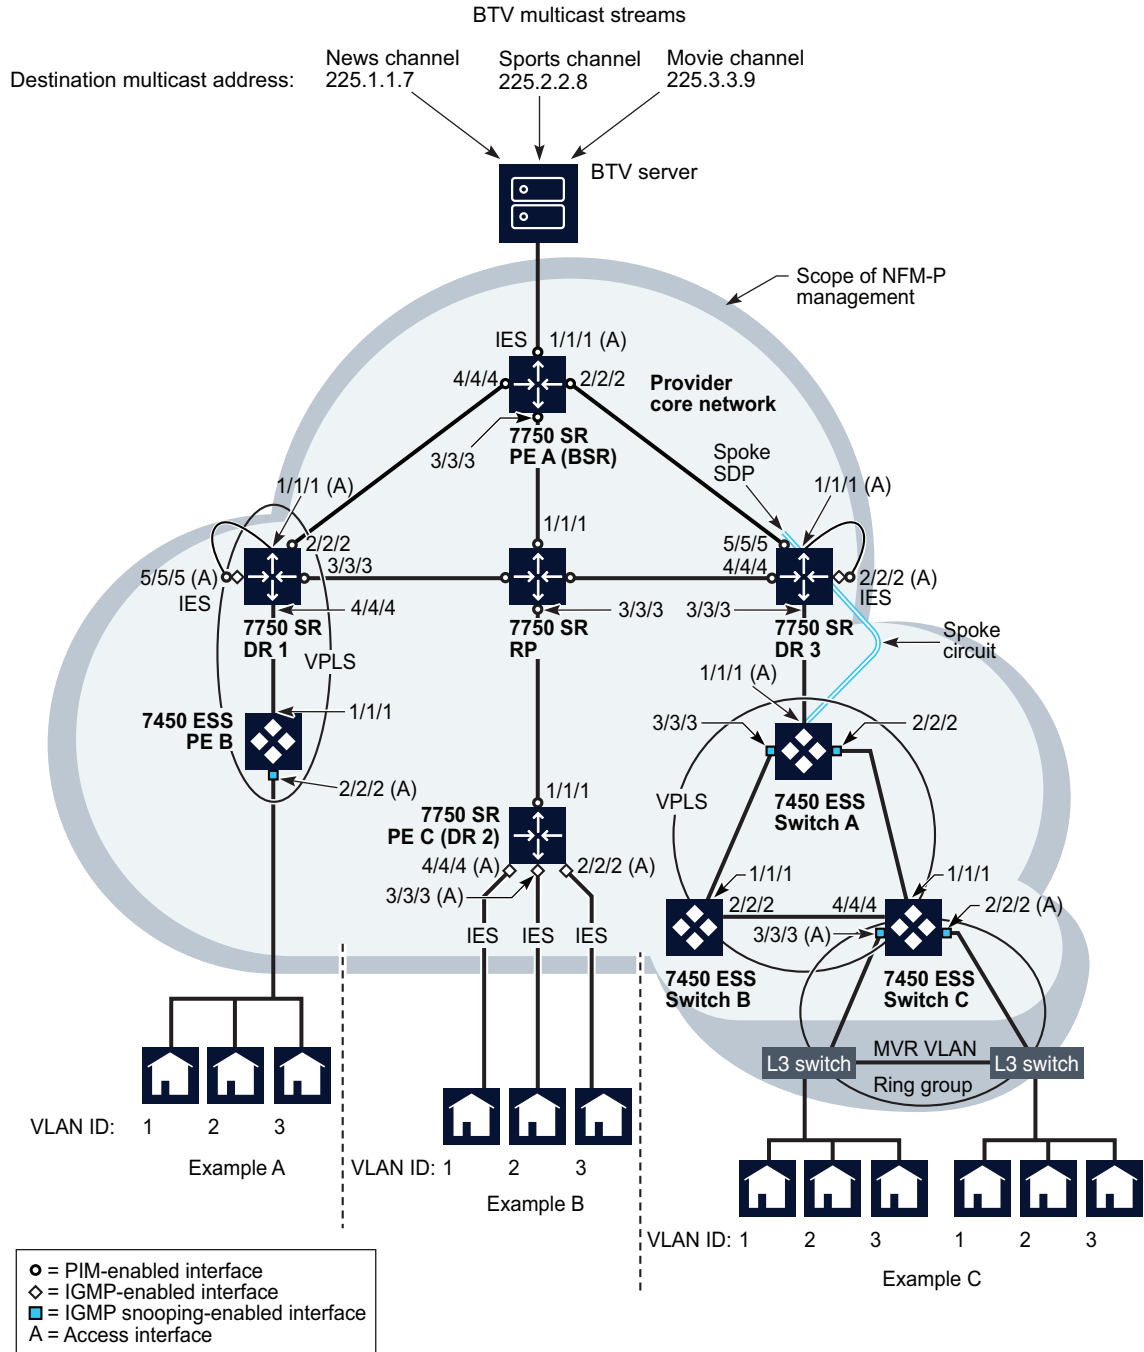 BTV multicast streams
News channel
225.1.1.7
Sports channel
225.2.2.8
Movie channel
225.3.3.9
Destination multicast address:
BTV server
Scope of NFM-P
management
IES
1/1/1 (A)
4/4/4
2/2/2
Provider
core network
3/3/3
7750 SR
PE A (BSR)
Spoke
SDP
1/1/1 (A)
1/1/1 (A)
1/1/1
2/2/2
5/5/5
3/3/3
4/4/4
5/5/5 (A)
IES
2/2/2 (A)
IES
4/4/4
3/3/3
3/3/3
7750 SR
DR 1
7750 SR
RP
7750 SR
DR 3
Spoke
circuit
VPLS
1/1/1 (A)
7450 ESS
PE B
1/1/1
3/3/3
2/2/2
2/2/2 (A)
1/1/1
VPLS
7450 ESS
Switch A
7750 SR
PE C (DR 2)
4/4/4 (A)
2/2/2 (A)
3/3/3 (A)
1/1/1
1/1/1
2/2/2
4/4/4
2/2/2 (A)
3/3/3 (A)
IES
IES
IES
7450 ESS
Switch B
7450 ESS
Switch C
L3 switch
MVR VLAN
L3 switch
Ring group
VLAN ID: 1 2 3
Example A
VLAN ID: 1 2 3
Example B
VLAN ID: 1 2 3 1 2 3
Example C
= PIM-enabled interface
= IGMP-enabled interface
= IGMP snooping-enabled interface
A = Access interface